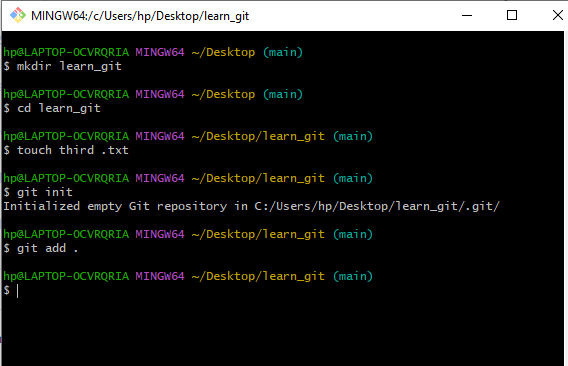 MINGW64:/c/Users/hp/Desktop/learn_git
hp@LAPTOP-OCVRQRIA MINGW64 ~/Desktop (main)
$ mkdir learn_git
hp@LAPTOP-OCVRQRIA MINGW64 ~/Desktop (main)
$ cd learn_git
hp@LAPTOP-OCVRQRIA MINGW64 ~/Desktop/learn_git (main)
$ touch third .txt
hp@LAPTOP-OCVRQRIA MINGW64 ~/Desktop/learn_git (main)
$ git init
Initialized empty Git repository in C:/Users/hp/Desktop/learn_git/.git/
hp@LAPTOP-OCVRQRIA MINGW64 ~/Desktop/learn_git (main)
$ git add .
hp@LAPTOP-OCVRQRIA MINGW64 ~/Desktop/learn_git (main)
$